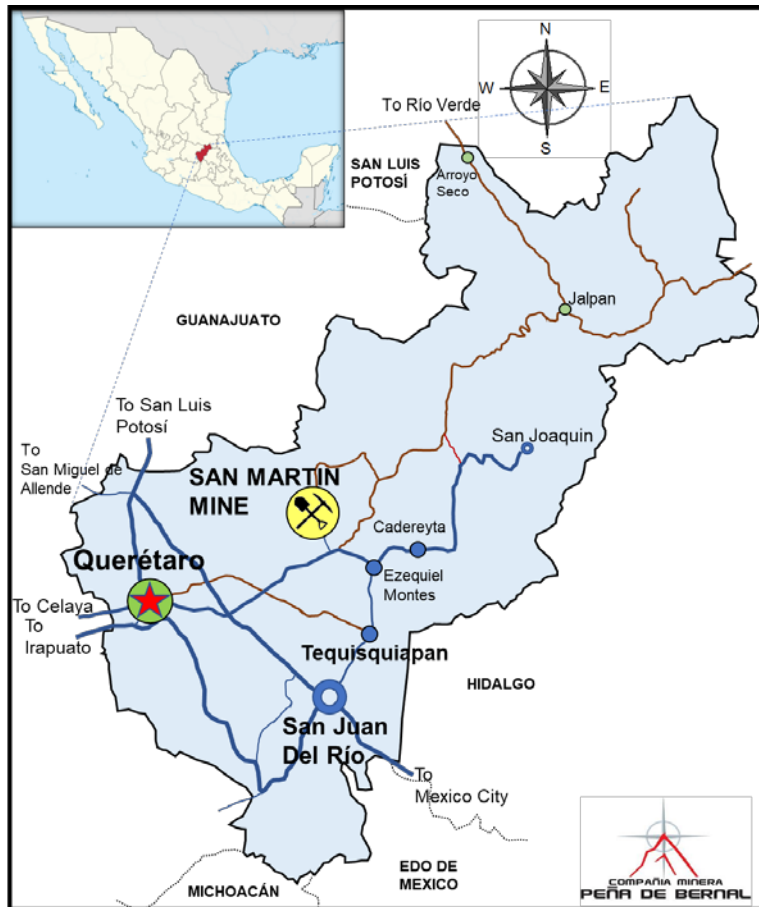 N
W
E
S
To Río Verde
SAN LUIS
POTOSÍ
Arroyo
Seco
Jalpan
GUANAJUATO
To San Luis
Potosí
To
San Miguel de
Allende
San Joaquin
SAN MARTIN
MINE
Cadereyta
Querétaro
Ezequiel
Montes
To Celaya
To
Irapuato
Tequisquiapan
HIDALGO
San Juan
Del Río
To
Mexico City
EDO DE
MEXICO
MICHOACÁN
COMPAÑIA MINERA
PEÑA DE BERNAL